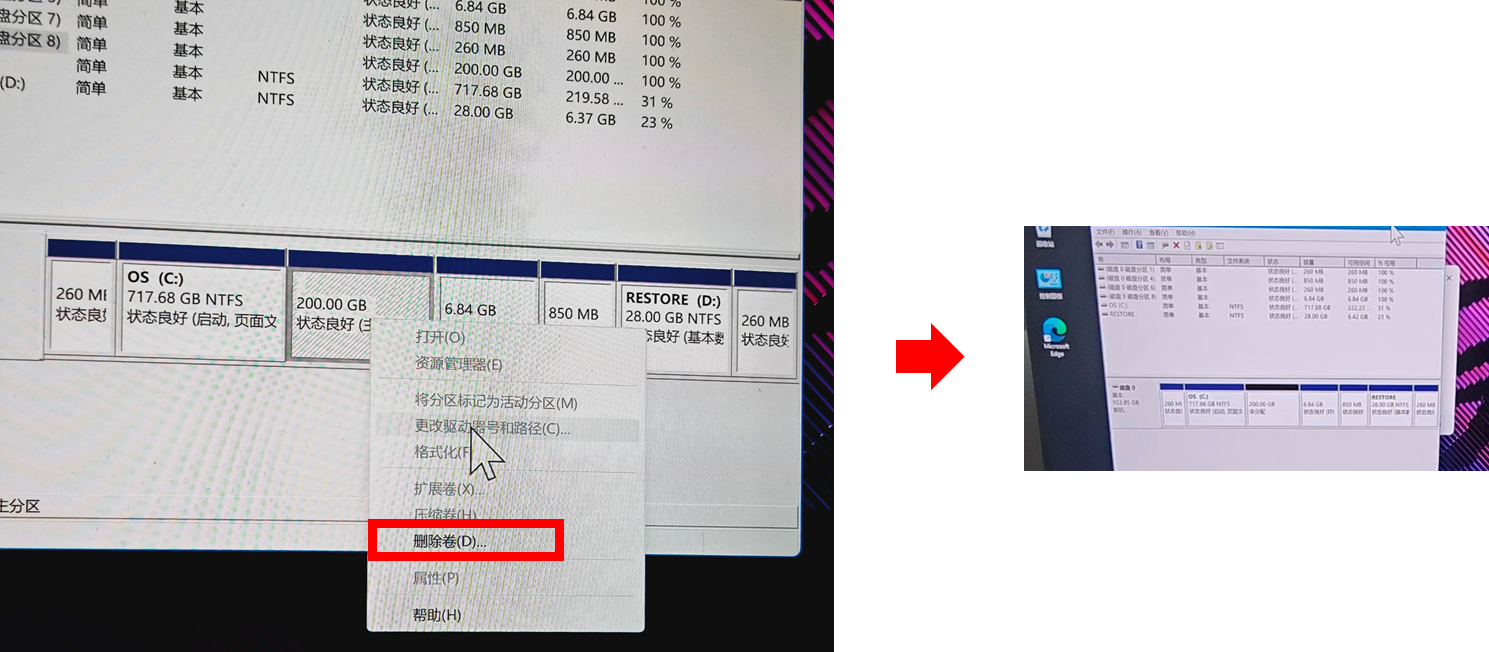 盘分区 7) 简单 基本 状态良好 (... 6.84 GB 6.84 GB 100 %
盘分区 8) 简单 基本 状态良好 (... 850 MB 850 MB 100 %
简单 基本 状态良好 (... 260 MB 260 MB 100 %
简单 基本 NTFS 状态良好 (... 200.00 GB 200.00 ... 100 %
(D:) 简单 基本 NTFS 状态良好 (... 717.68 GB 219.58 ... 31 %
28.00 GB 6.37 GB 23 %
260 MB
状态良好
OS (C:)
717.68 GB NTFS
状态良好 (启动, 页面文
200.00 GB
状态良好 (主
6.84 GB
850 MB
RESTORE (D:)
28.00 GB NTFS
状态良好 (基本数
260 MB
状态良好
打开(O)
资源管理器(E)
将分区标记为活动分区(M)
更改驱动器号和路径(C)...
格式化(F
扩展卷(X)...
压缩卷(H)
删除卷(D)...
属性(P)
帮助(H)
主分区
回收站
控制面板
Microsoft
Edge
文件(F) 操作(A) 查看(V) 帮助(H)
卷 布局 类型 文件系统 状态 容量 可用空间 % 可用
(磁盘 0 磁盘分区 1) 简单 基本 状态良好 (... 260 MB 260 MB 100 %
(磁盘 0 磁盘分区 4) 简单 基本 状态良好 (... 850 MB 850 MB 100 %
(磁盘 0 磁盘分区 6) 简单 基本 状态良好 (... 260 MB 260 MB 100 %
(磁盘 0 磁盘分区 8) 简单 基本 状态良好 (... 6.84 GB 6.84 GB 100 %
OS (C:) 简单 基本 NTFS 状态良好 (... 717.68 GB 222.22 ... 31 %
RESTORE 简单 基本 NTFS 状态良好 (... 28.00 GB 6.42 GB 23 %
磁盘 0
基本
953.85 GB
联机
260 MB
状态良
OS (C:)
717.68 GB NTFS
状态良好 (启动, 页面文
200.00 GB
未分配
6.84 GB
状态良好 (EFI
850 MB
状态良好
RESTORE
28.00 GB NTFS
状态良好 (基本数
260 MB
状态良好